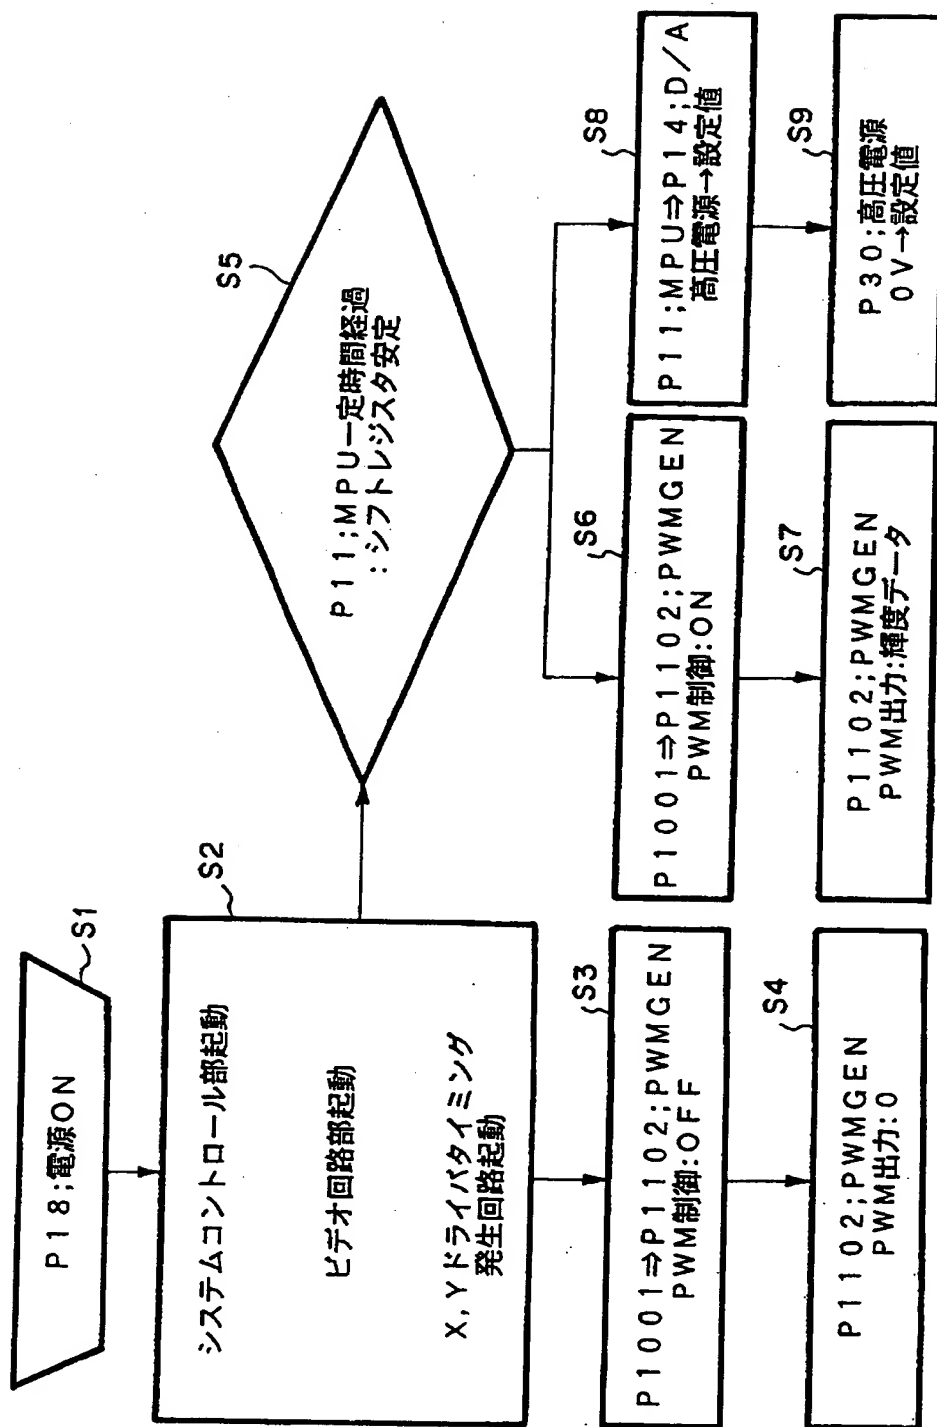 P18;電源ON
S1
システムコントロール部起動
ビデオ回路部起動
X,Yドライバタイミング
発生回路起動
S2
P1001⇒P1102;PWMGEN
PWM制御:OFF
S3
P1102;PWMGEN
PWM出力:0
S4
P11;MPU一定時間経過
:シフトレジスタ安定
S5
P1001⇒P1102;PWMGEN
PWM制御:ON
S6
P1102;PWMGEN
PWM出力:輝度データ
S7
P11;MPU⇒P14;D/A
高圧電源→設定値
S8
P30;高圧電源
0V→設定値
S9